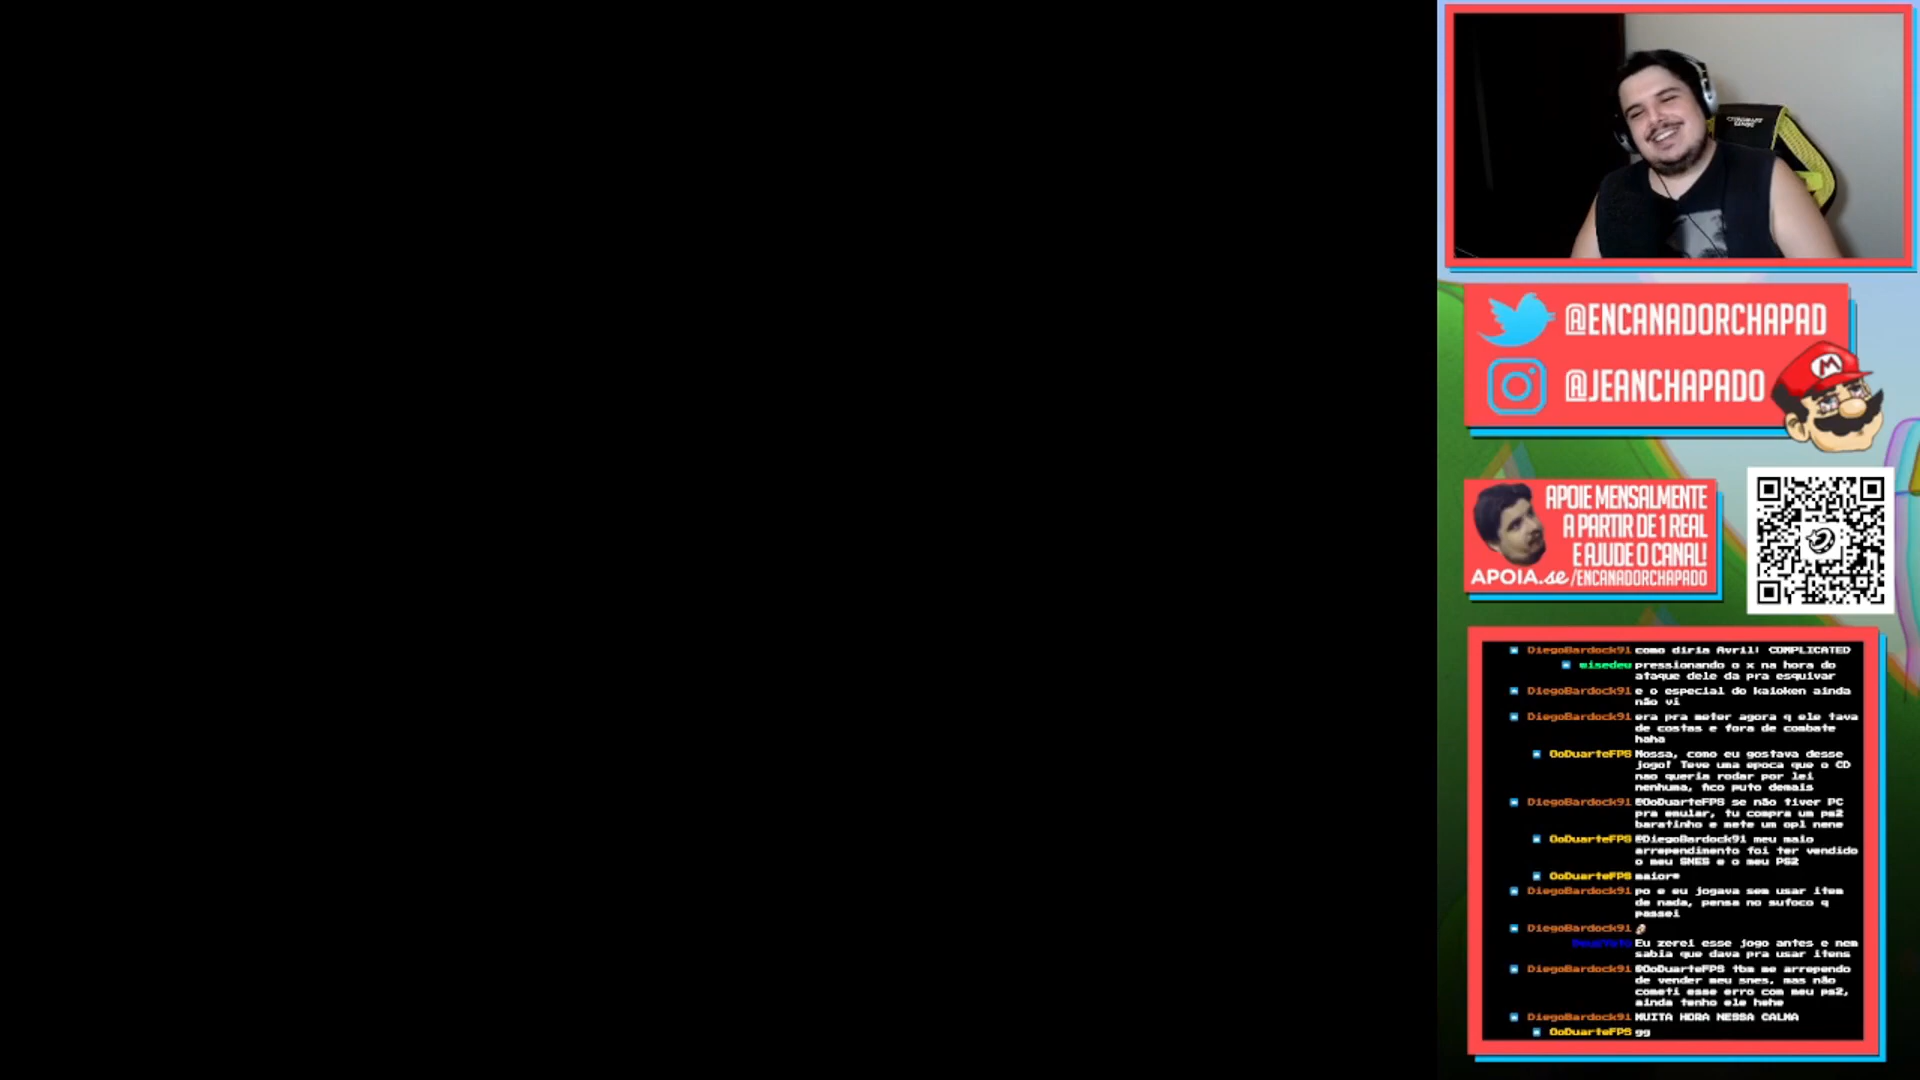 @ENCANADORCHAPAD
@JEANCHAPADO
M
APOIE MENSALMENTE
A PARTIR DE 1 REAL
E AJUDE O CANAL!
APOIA.se/ENCANADORCHAPADO
DiegoBardock91 como diria Avril! COMPLICATED
misedeu pressionando o x na hora do
ataque dele da pra esquivar
DiegoBardock91 e o especial do kaioken ainda
não vi
DiegoBardock91 era pra meter agora q ele tava
de costas e fora de combate
haha
OoDuarteFPS Nossa, como eu gostava desse
jogo! Teve uma epoca que o CD
nao queria rodar por lei
nenhuma, fico puto demais
DiegoBardock91 @OoDuarteFPS se não tiver PC
pra emular, tu compra um ps2
baratinho e mete um opl nene
OoDuarteFPS @DiegoBardock91 meu maio
arrependimento foi ter vendido
o meu SNES e o meu PS2
OoDuarteFPS maior*
DiegoBardock91 po e eu jogava sem usar item
de nada, pensa no sufoco q
passei
DiegoBardock91
Eu zerei esse jogo antes e nem
sabia que dava pra usar itens
DiegoBardock91 @OoDuarteFPS tbm me arrependo
de vender meu snes, mas não
cometi esse erro com meu ps2,
ainda tenho ele hehe
DiegoBardock91 MUITA HORA NESSA CALMA
OoDuarteFPS gg